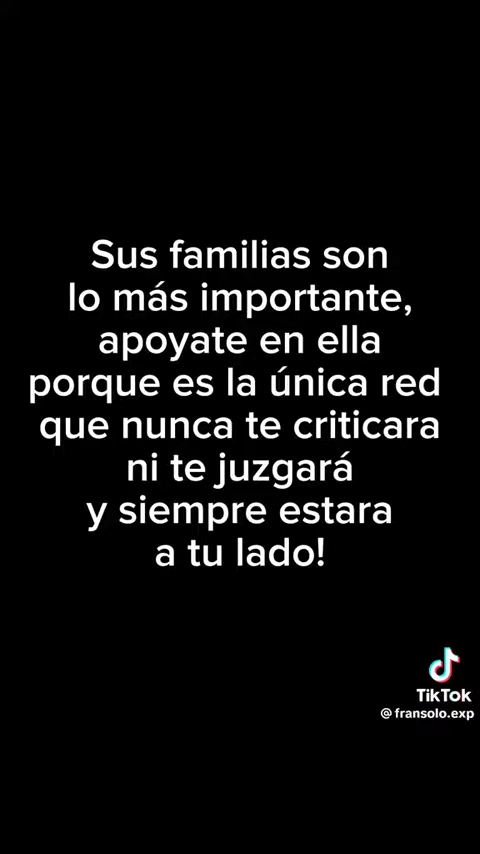 Sus familias son
lo más importante,
apoyate en ella
porque es la única red
que nunca te criticara
ni te juzgará
y siempre estara
a tu lado!
TikTok
@fransolo.exp